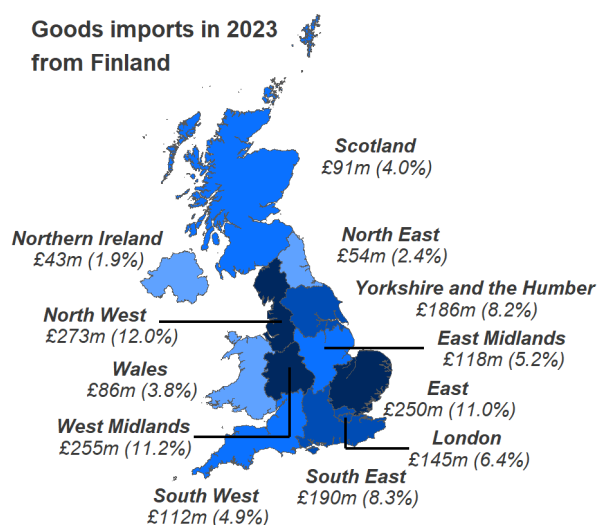 Goods imports in 2023
from Finland
Scotland
£91m (4.0%)
Northern Ireland
£43m (1.9%)
North East
£54m (2.4%)
Yorkshire and the Humber
£186m (8.2%)
North West
£273m (12.0%)
East Midlands
£118m (5.2%)
Wales
£86m (3.8%)
East
£250m (11.0%)
West Midlands
£255m (11.2%)
London
£145m (6.4%)
South East
£190m (8.3%)
South West
£112m (4.9%)